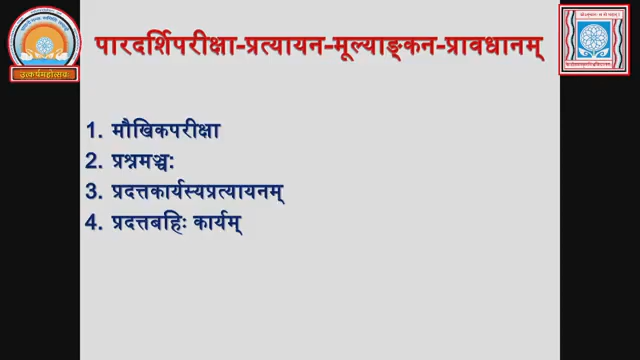 पारदर्शिपरीक्षा-प्रत्यायन-मूल्याङ्कन-प्रावधानम्
1. मौखिकपरीक्षा
2. प्रश्नमञ्चः
3. प्रदत्तकार्यस्यप्रत्यायनम्
4. प्रदत्तबहिः कार्यम्
उत्कर्षमहोत्सवः